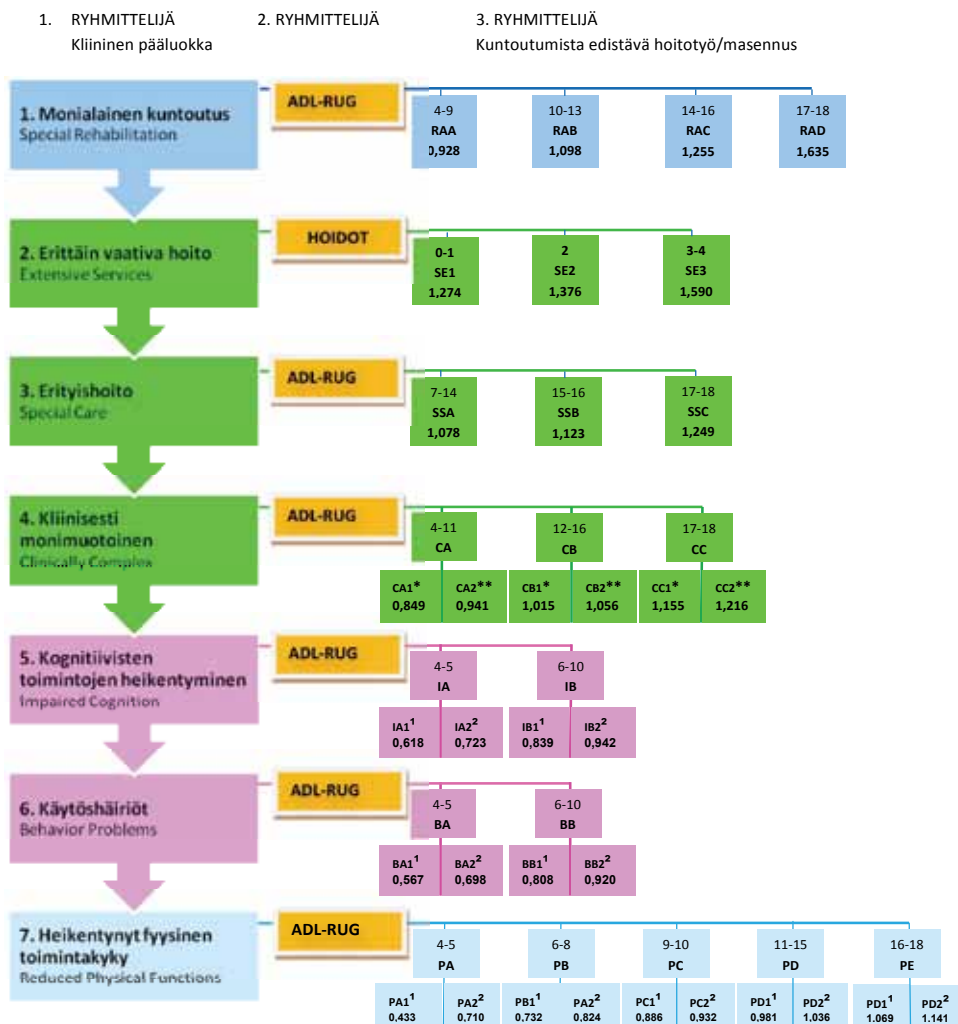 1. RYHMITTELIJÄ 2. RYHMITTELIJÄ 3. RYHMITTELIJÄ
Kliininen pääluokka Kuntoutumista edistävä hoitotyö/masennus
1. Monialainen kuntoutus
Special Rehabilitation
ADL-RUG
4-9 10-13 14-16 17-18
RAA RAB RAC RAD
0,928 1,098 1,255 1,635
2. Erittäin vaativa hoito
Extensive Services
HOIDOT
0-1 2 3-4
SE1 SE2 SE3
1,274 1,376 1,590
3. Erityishoito
Special Care
ADL-RUG
7-14 15-16 17-18
SSA SSB SSC
1,078 1,123 1,249
4. Kliinisesti
monimuotoinen
Clinically Complex
ADL-RUG
4-11 12-16 17-18
CA CB CC
CA1* CA2** CB1* CB2** CC1* CC2**
0,849 0,941 1,015 1,056 1,155 1,216
5. Kognitiivisten
toimintojen heikentyminen
Impaired Cognition
ADL-RUG
4-5 6-10
IA IB
IA1¹ IA2² IB1¹ IB2²
0,618 0,723 0,839 0,942
6. Käytöshäiriöt
Behavior Problems
ADL-RUG
4-5 6-10
BA BB
BA1¹ BA2² BB1¹ BB2²
0,567 0,698 0,808 0,920
7. Heikentynyt fyysinen
toimintakyky
Reduced Physical Functions
ADL-RUG
4-5 6-8 9-10 11-15 16-18
PA PB PC PD PE
PA1¹ PA2² PB1¹ PA2² PC1¹ PC2² PD1¹ PD2² PD1¹ PD2²
0,433 0,710 0,732 0,824 0,886 0,932 0,981 1,036 1,069 1,141